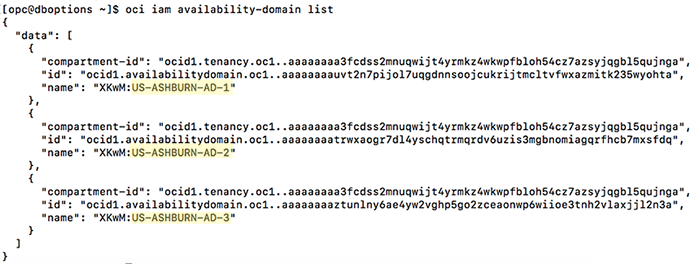 [opc@dboptions ~]$ oci iam availability-domain list
{
  "data": [
    {
      "compartment-id": "ocid1.tenancy.oc1..aaaaaaaa3fcdss2mnuqwijt4yrmkz4wkwpfbloh54cz7azsyjqgbl5qujnga",
      "id": "ocid1.availabilitydomain.oc1..aaaaaaaauvt2n7pijol7uqgdnnsoojcukrijtmcltvfwxazmitk235wyohta",
      "name": "XKwM:US-ASHBURN-AD-1"
    },
    {
      "compartment-id": "ocid1.tenancy.oc1..aaaaaaaa3fcdss2mnuqwijt4yrmkz4wkwpfbloh54cz7azsyjqgbl5qujnga",
      "id": "ocid1.availabilitydomain.oc1..aaaaaaaatrwxaogr7dl4yschqtrmqrdv6uzis3mgbnomiagqrfhcb7mxsfdq",
      "name": "XKwM:US-ASHBURN-AD-2"
    },
    {
      "compartment-id": "ocid1.tenancy.oc1..aaaaaaaa3fcdss2mnuqwijt4yrmkz4wkwpfbloh54cz7azsyjqgbl5qujnga",
      "id": "ocid1.availabilitydomain.oc1..aaaaaaaaztunlny6ae4yw2vghp5go2zceaonwp6wiioe3tnh2vlaxjjl2n3a",
      "name": "XKwM:US-ASHBURN-AD-3"
    }
  ]
}